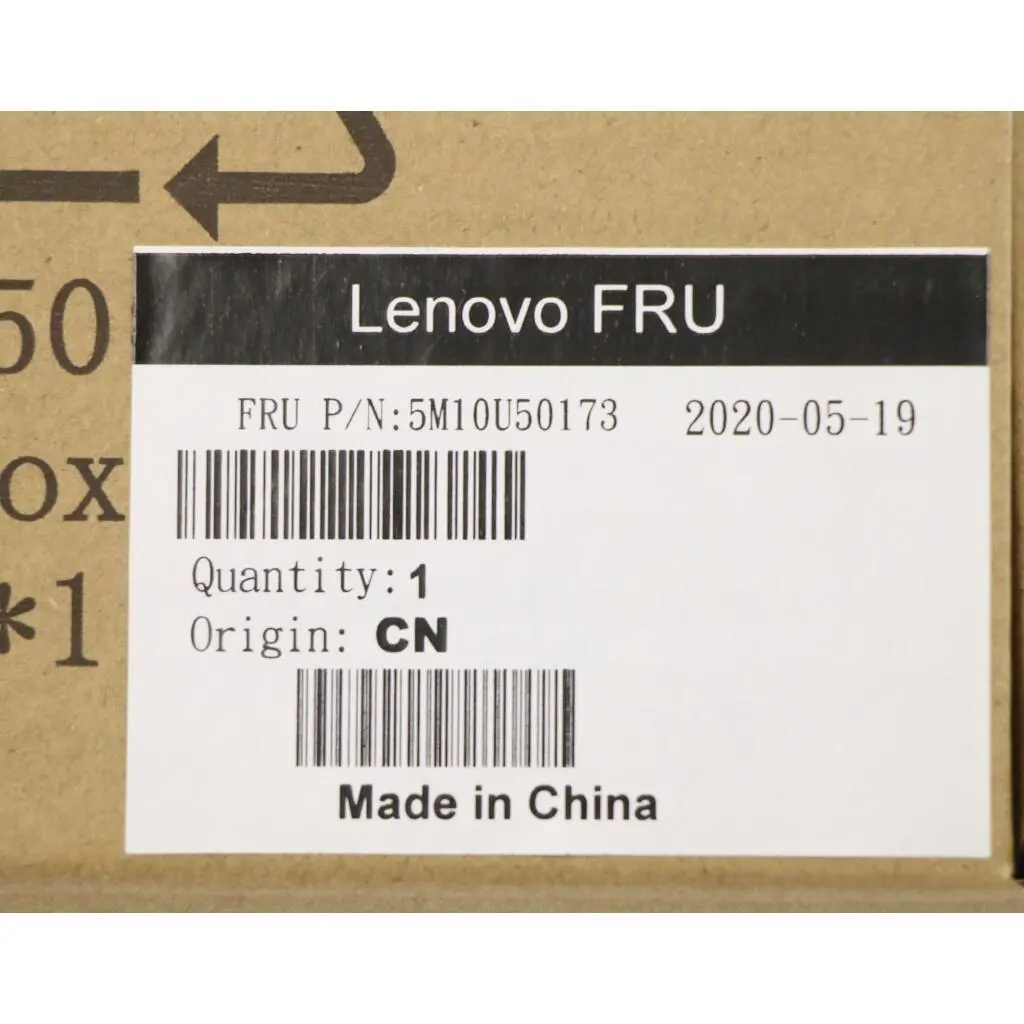 Lenovo FRU
FRU P/N:5M10U50173 2020-05-19
50
ox
Quantity: 1
Origin: CN
*1
Made in China